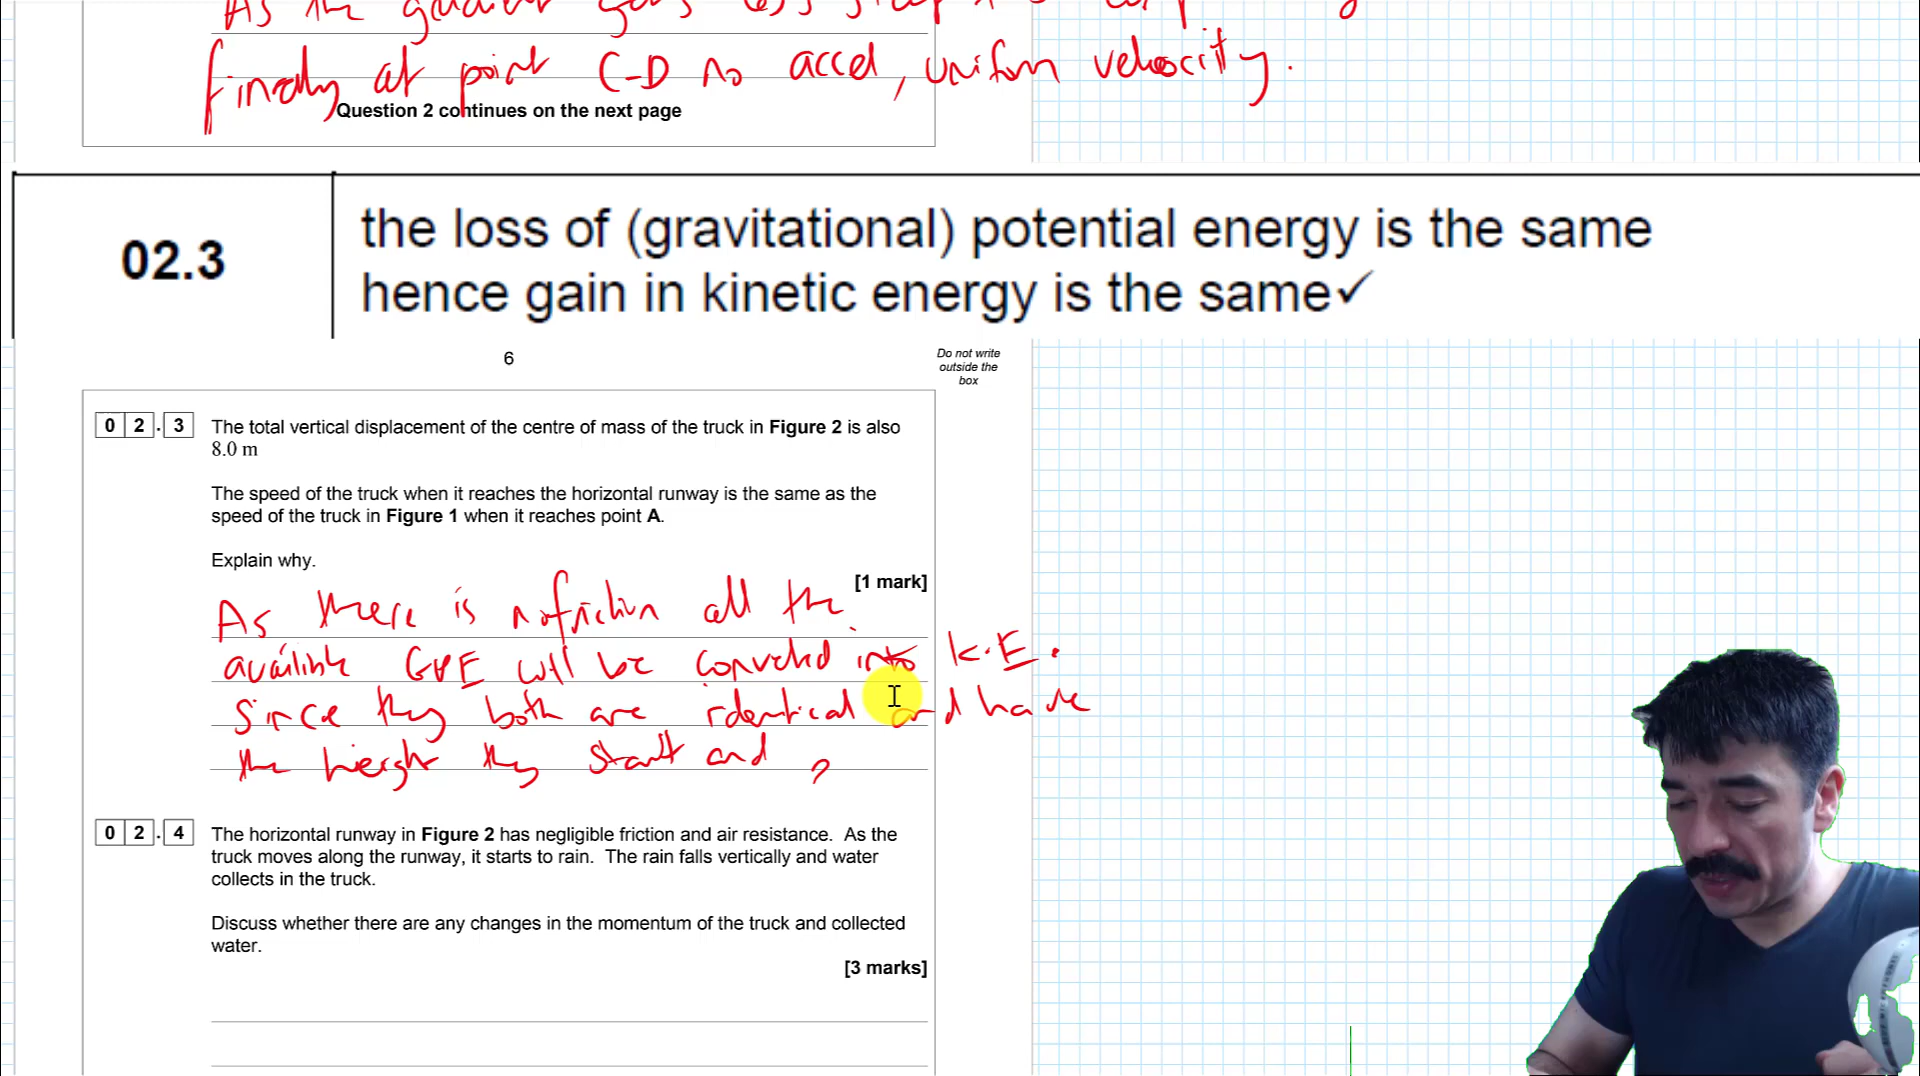 As the
finally at point C-D no accel, uniform velocity.
Question 2 continues on the next page
02.3
the loss of (gravitational) potential energy is the same
hence gain in kinetic energy is the same✓
6
Do not write
outside the
box
0 2 . 3
The total vertical displacement of the centre of mass of the truck in Figure 2 is also
8.0 m
The speed of the truck when it reaches the horizontal runway is the same as the
speed of the truck in Figure 1 when it reaches point A.
Explain why.
[1 mark]
As there is no friction all the
GPE will be into K.E.
Since they both are identical and have
the height they start and
0 2 . 4
The horizontal runway in Figure 2 has negligible friction and air resistance. As the
truck moves along the runway, it starts to rain. The rain falls vertically and water
collects in the truck.
Discuss whether there are any changes in the momentum of the truck and collected
water.
[3 marks]